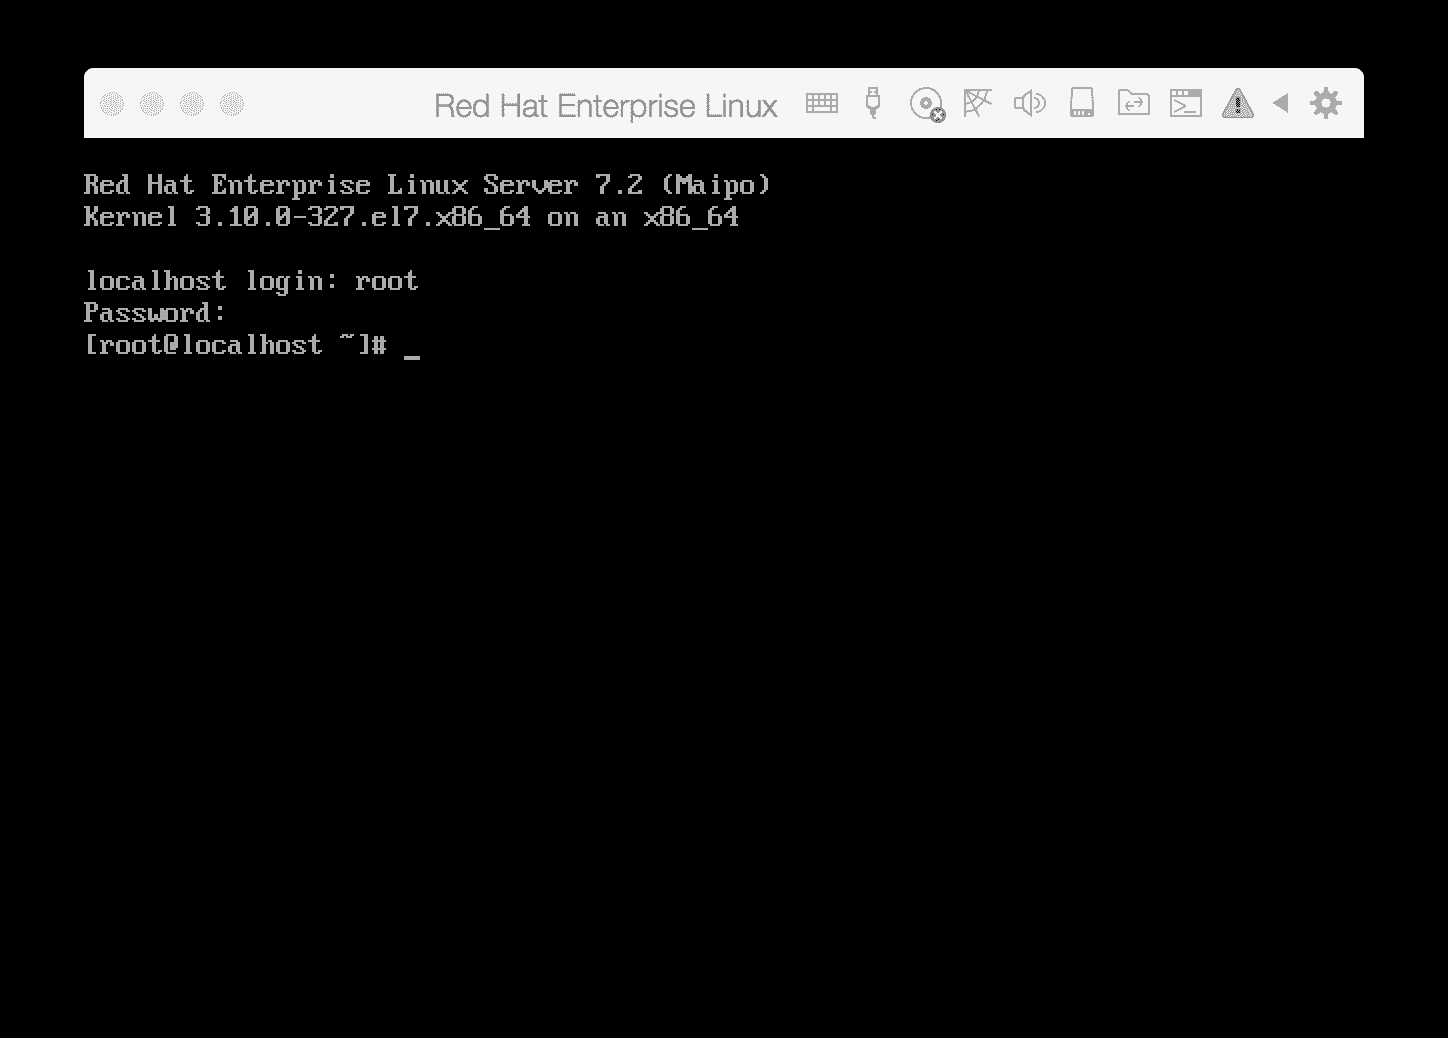 Red Hat Enterprise Linux
Red Hat Enterprise Linux Server 7.2 (Maipo)
Kernel 3.10.0-327.el7.x86_64 on an x86_64
localhost login: root
Password:
[root@localhost ~]# _